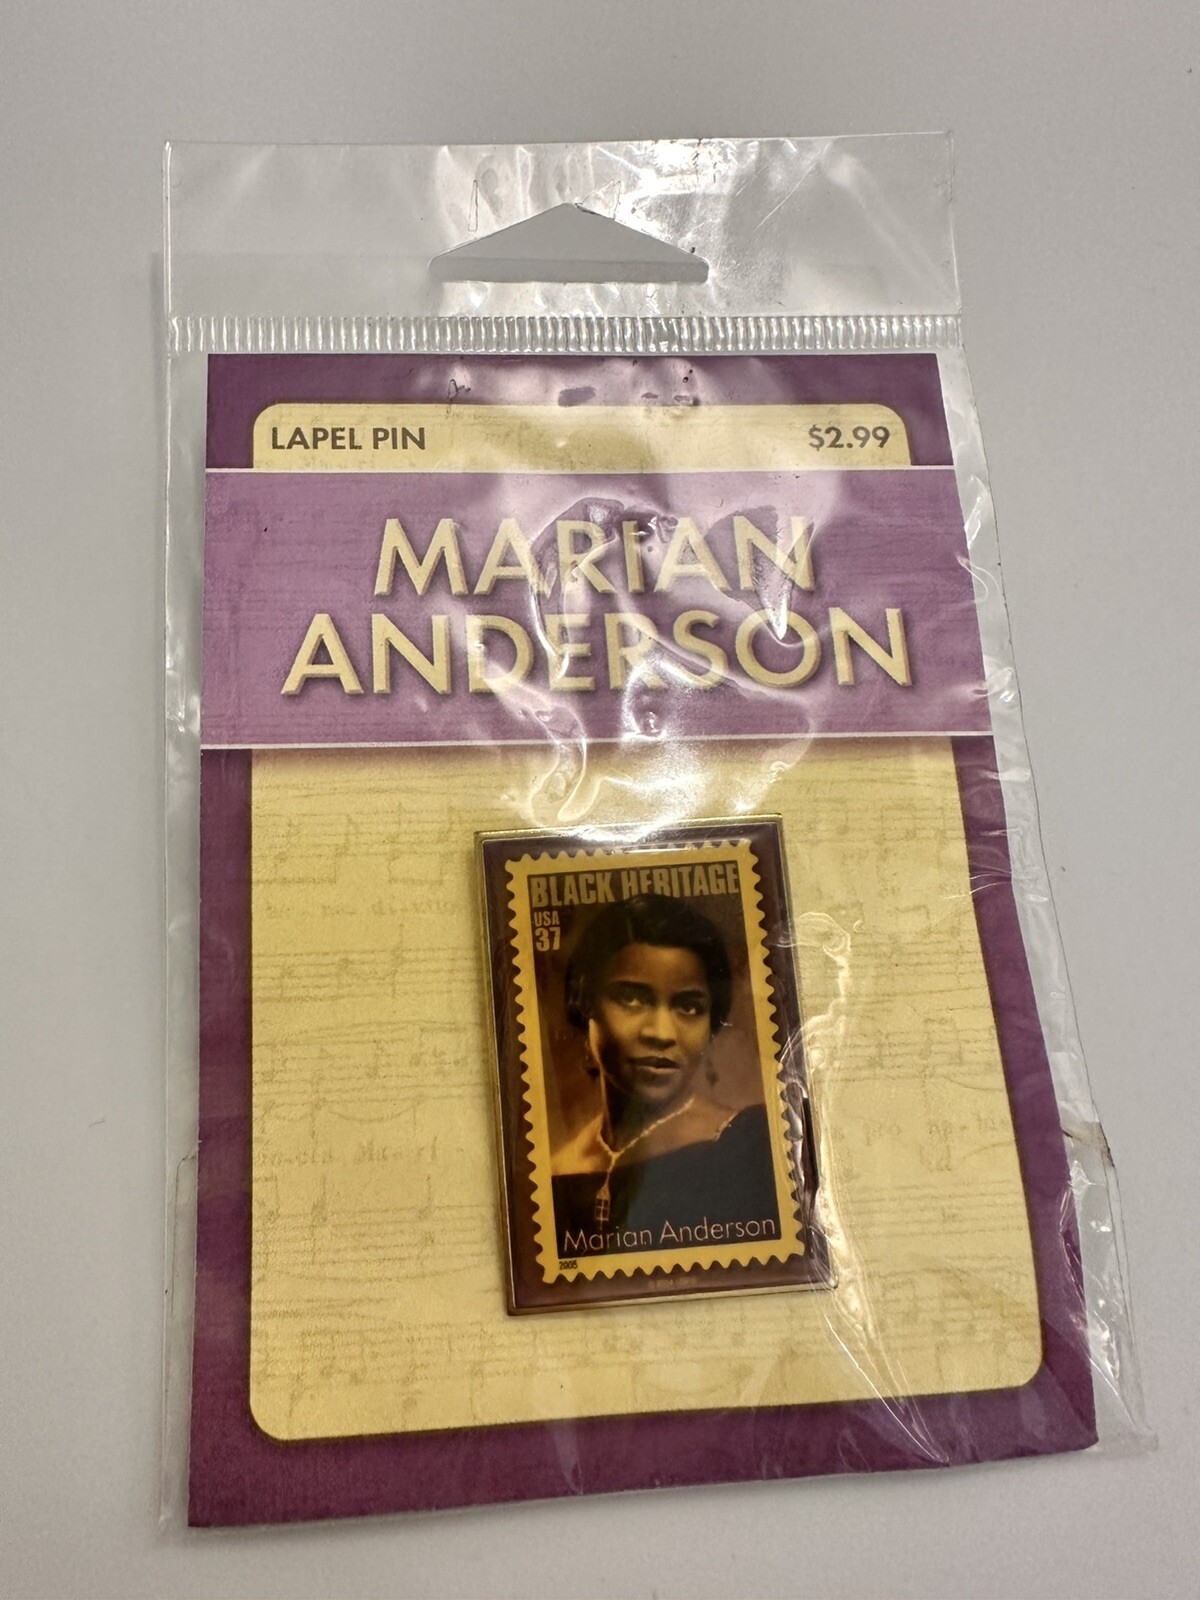 LAPEL PIN $2.99
MARIAN
ANDERSON
BLACK HERITAGE
USA
37
Marian Anderson
2005